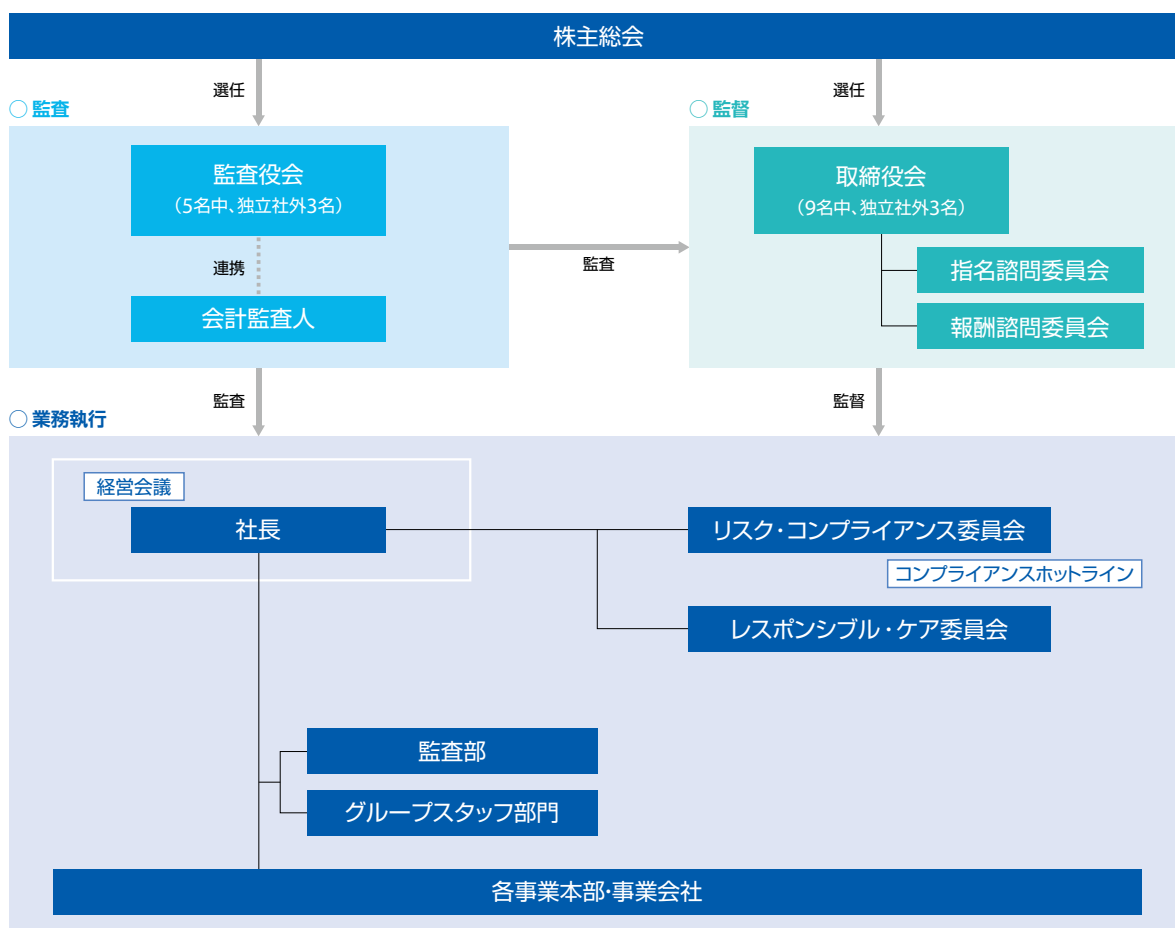 株主総会
選任
選任
○ 監査
○ 監督
監査役会
（5名中、独立社外3名）
取締役会
（9名中、独立社外3名）
連携
監査
指名諮問委員会
会計監査人
報酬諮問委員会
監査
監督
○ 業務執行
経営会議
社長
リスク・コンプライアンス委員会
コンプライアンスホットライン
レスポンシブル・ケア委員会
監査部
グループスタッフ部門
各事業本部・事業会社